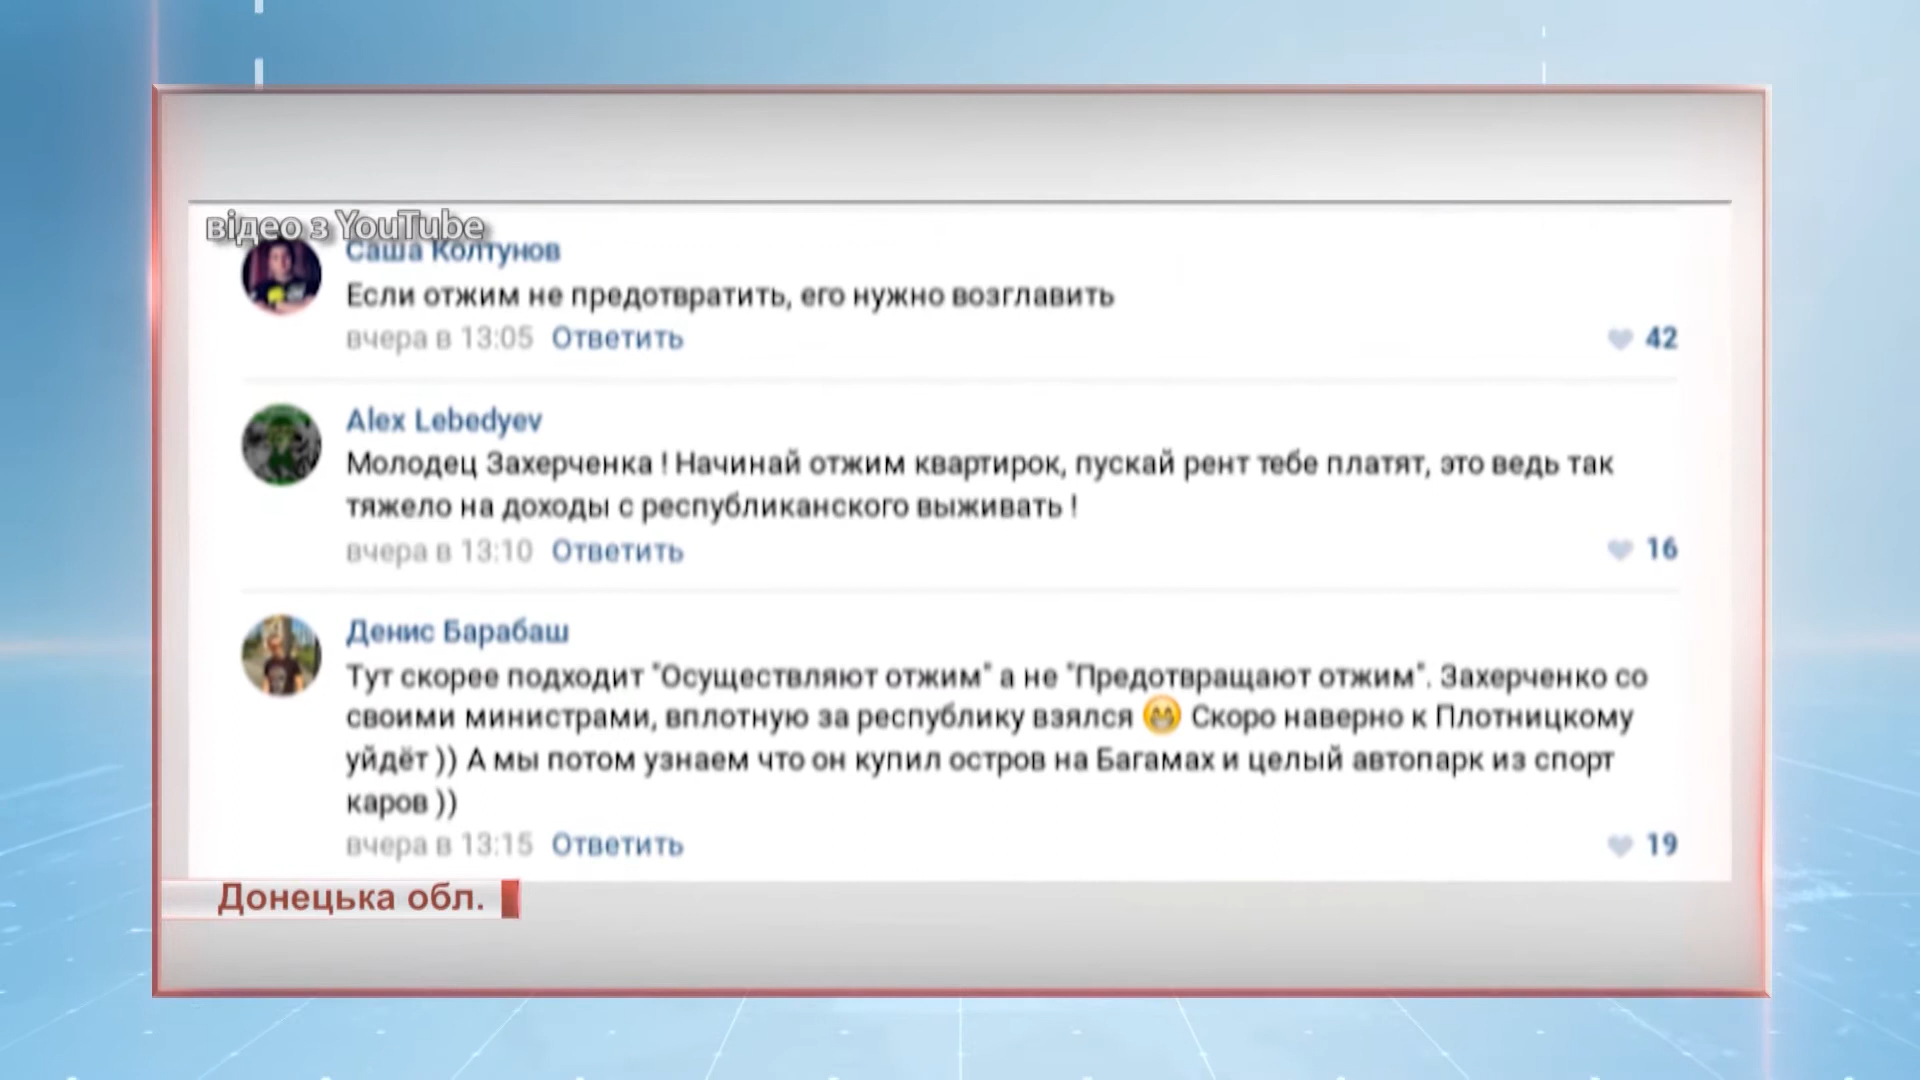 відео з YouTube
Саша Колтунов
Если отжим не предотвратить, его нужно возглавить
вчера в 13:05 Ответить
42
Alex Lebedyev
Молодец Захерченка ! Начинай отжим квартирок, пускай рент тебе платят, это ведь так
тяжело на доходы с республиканского выживать !
вчера в 13:10 Ответить
16
Денис Барабаш
Тут скорее подходит "Осуществляют отжим" а не "Предотвращают отжим". Захерченко со
своими министрами, вплотную за республику взялся 😁 Скоро наверно к Плотницкому
уйдёт )) А мы потом узнаем что он купил остров на Багамах и целый автопарк из спорт
каров ))
вчера в 13:15 Ответить
19
Донецька обл.